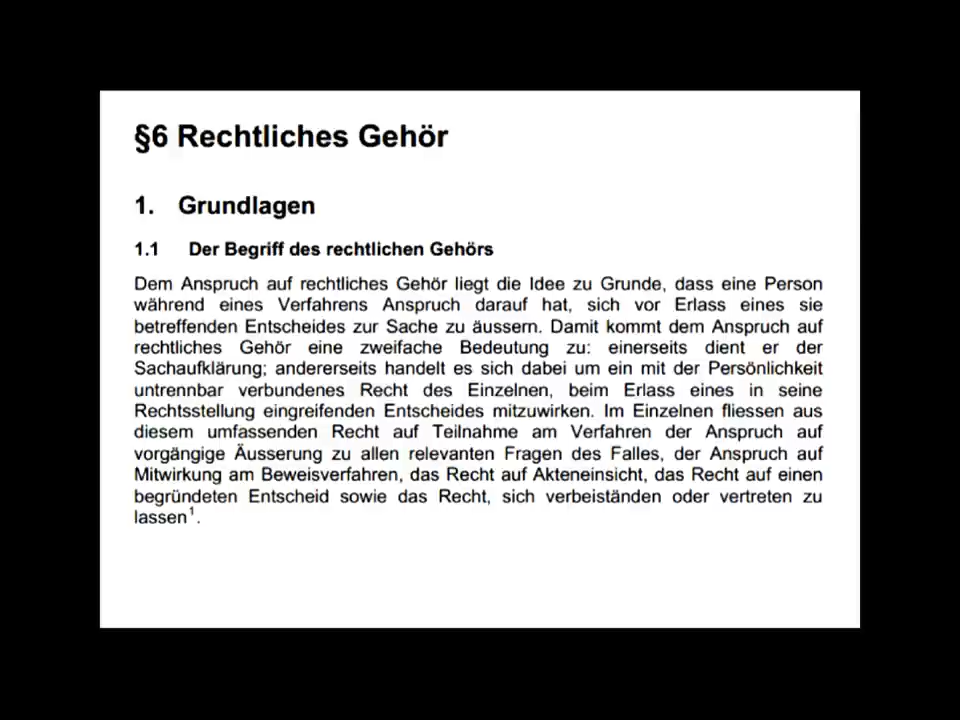 §6 Rechtliches Gehör
1. Grundlagen
1.1 Der Begriff des rechtlichen Gehörs
Dem Anspruch auf rechtliches Gehör liegt die Idee zu Grunde, dass eine Person
während eines Verfahrens Anspruch darauf hat, sich vor Erlass eines sie
betreffenden Entscheides zur Sache zu äussern. Damit kommt dem Anspruch auf
rechtliches Gehör eine zweifache Bedeutung zu: einerseits dient er der
Sachaufklärung; andererseits handelt es sich dabei um ein mit der Persönlichkeit
untrennbar verbundenes Recht des Einzelnen, beim Erlass eines in seine
Rechtsstellung eingreifenden Entscheides mitzuwirken. Im Einzelnen fliessen aus
diesem umfassenden Recht auf Teilnahme am Verfahren der Anspruch auf
vorgängige Äusserung zu allen relevanten Fragen des Falles, der Anspruch auf
Mitwirkung am Beweisverfahren, das Recht auf Akteneinsicht, das Recht auf einen
begründeten Entscheid sowie das Recht, sich verbeiständen oder vertreten zu
lassen¹.